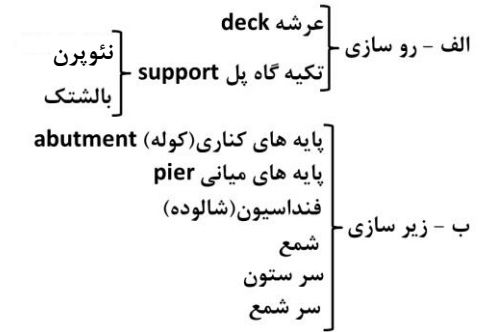 الف - رو سازی
عرشه deck
تکیه گاه پل support
نئوپرن
بالشتک
ب - زیر سازی
پایه های کناری(کوله) abutment
پایه های میانی pier
فنداسیون(شالوده)
شمع
سر ستون
سر شمع